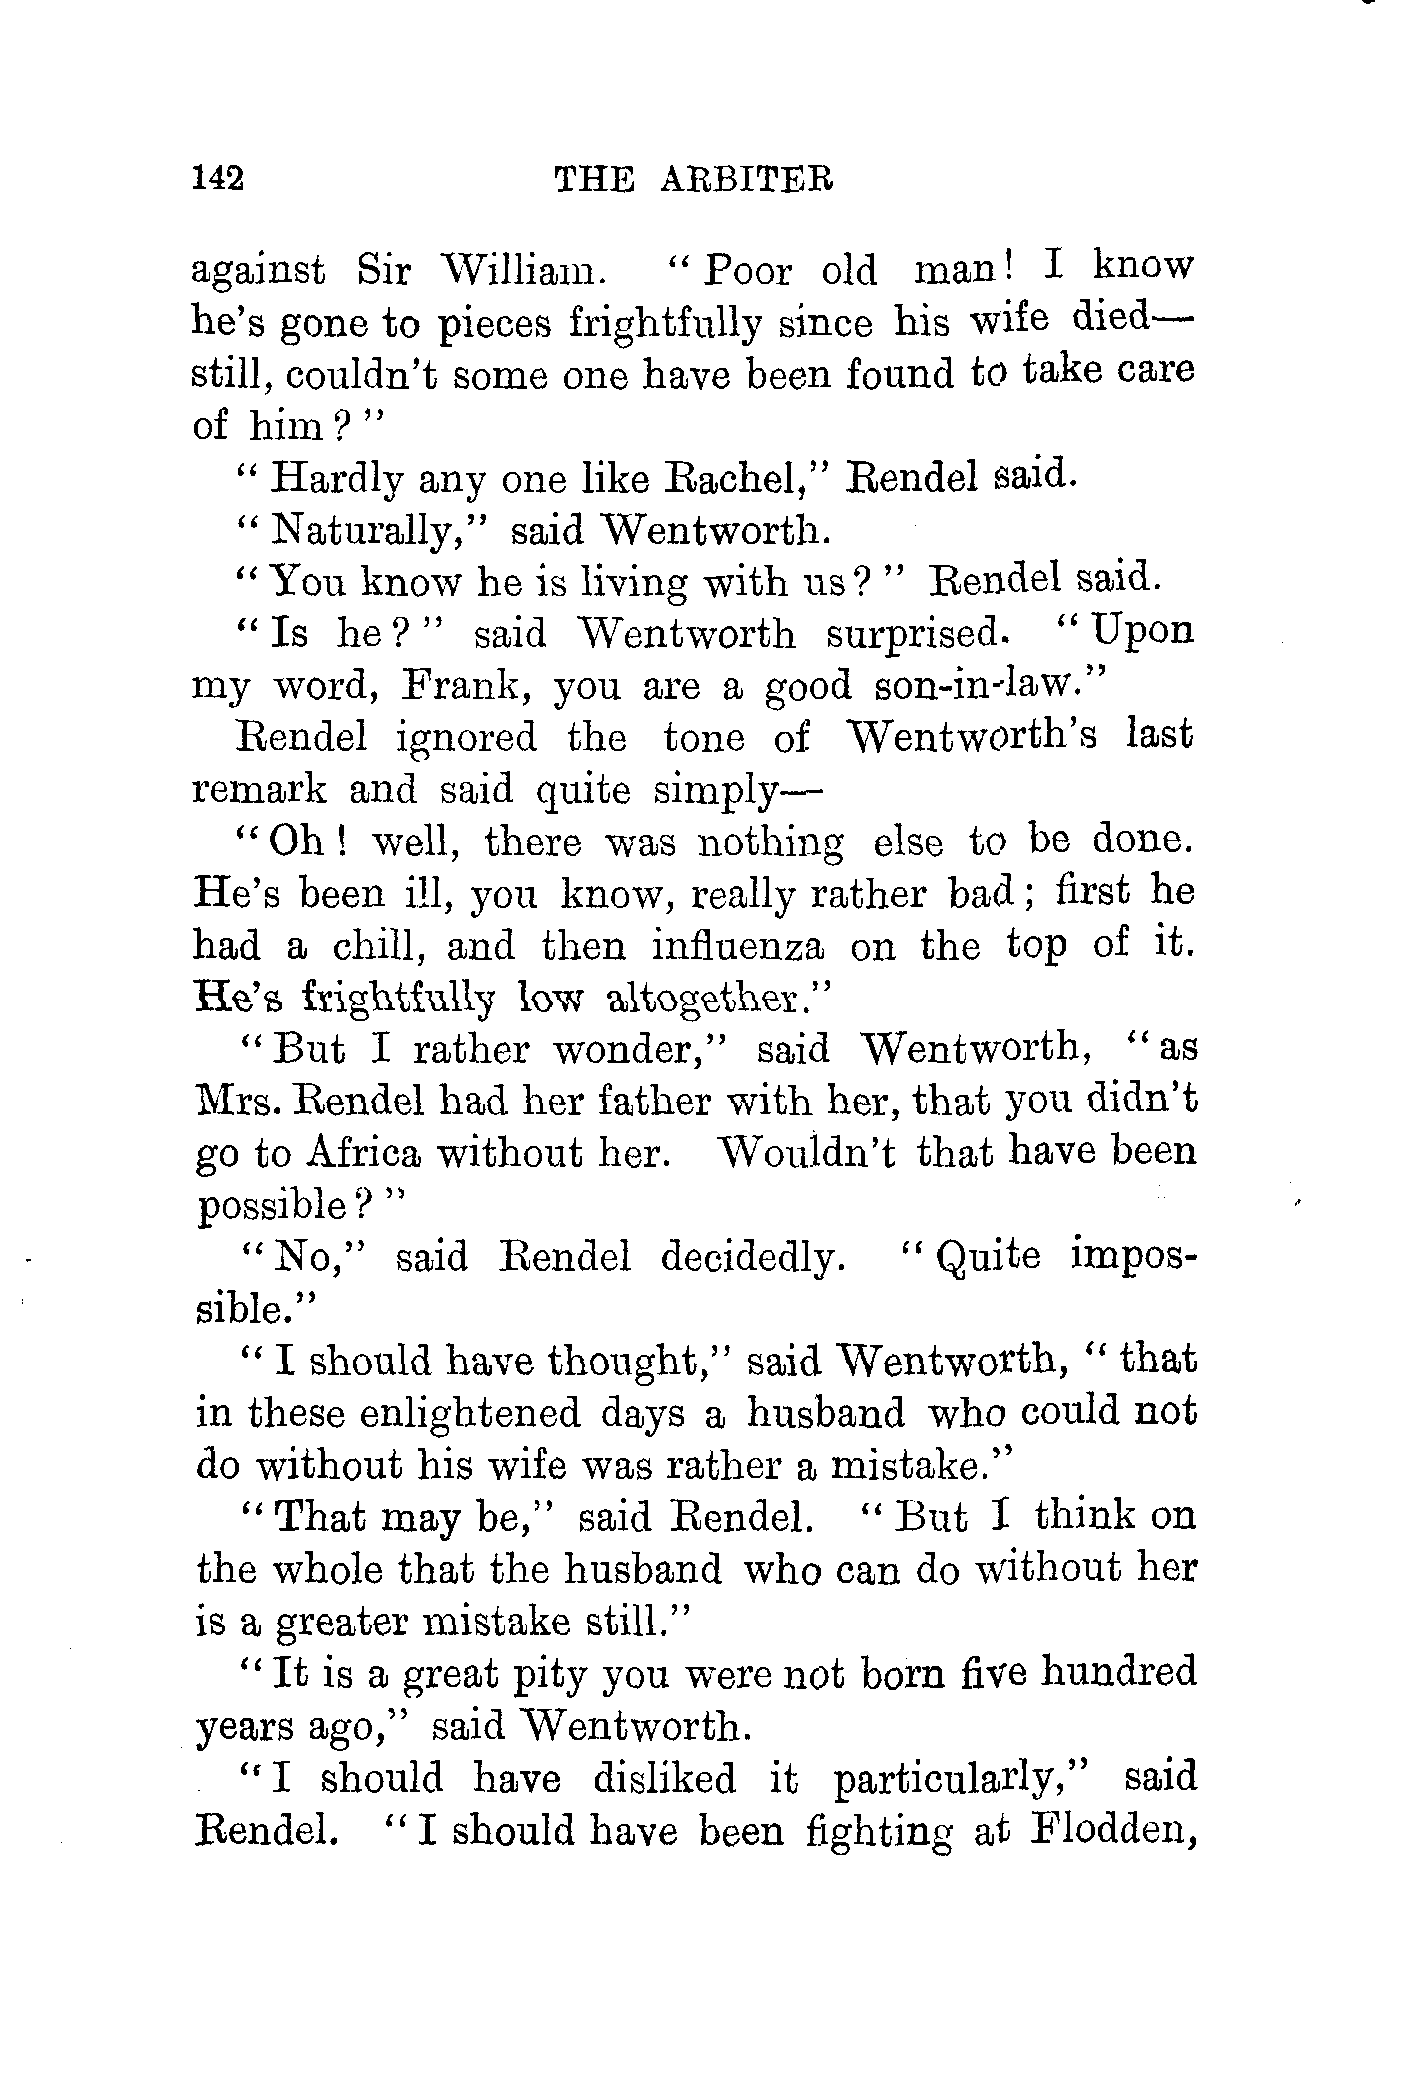 142 THE ARBITER
against Sir William. “Poor old man! I know
he’s gone to pieces frightfully since his wife died—
still, couldn’t some one have been found to take care
of him?”
“Hardly any one like Rachel,” Rendel said.
“Naturally,” said Wentworth.
“You know he is living with us?” Rendel said.
“Is he?” said Wentworth surprised. “Upon
my word, Frank, you are a good son-in-law.”
Rendel ignored the tone of Wentworth’s last
remark and said quite simply—
“Oh! well, there was nothing else to be done.
He’s been ill, you know, really rather bad; first he
had a chill, and then influenza on the top of it.
He’s frightfully low altogether.”
“But I rather wonder,” said Wentworth, “as
Mrs. Rendel had her father with her, that you didn’t
go to Africa without her. Wouldn’t that have been
possible?”
“No,” said Rendel decidedly. “Quite impos-
sible.”
“I should have thought,” said Wentworth, “that
in these enlightened days a husband who could not
do without his wife was rather a mistake.”
“That may be,” said Rendel. “But I think on
the whole that the husband who can do without her
is a greater mistake still.”
“It is a great pity you were not born five hundred
years ago,” said Wentworth.
“I should have disliked it particularly,” said
Rendel. “I should have been fighting at Flodden,